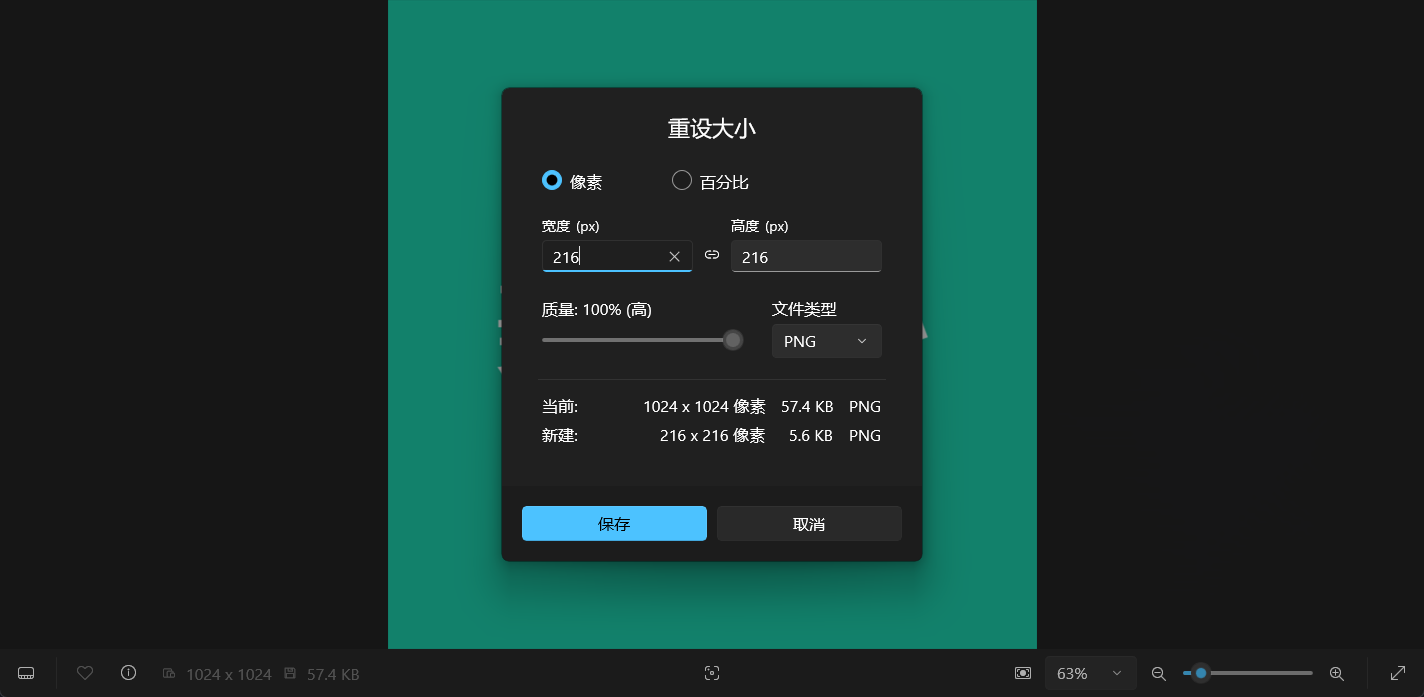 重设大小
像素 百分比
宽度 (px) 高度 (px)
216 216
质量: 100% (高) 文件类型
PNG
当前: 1024 x 1024 像素 57.4 KB PNG
新建: 216 x 216 像素 5.6 KB PNG
保存 取消
1024 x 1024 57.4 KB 63%